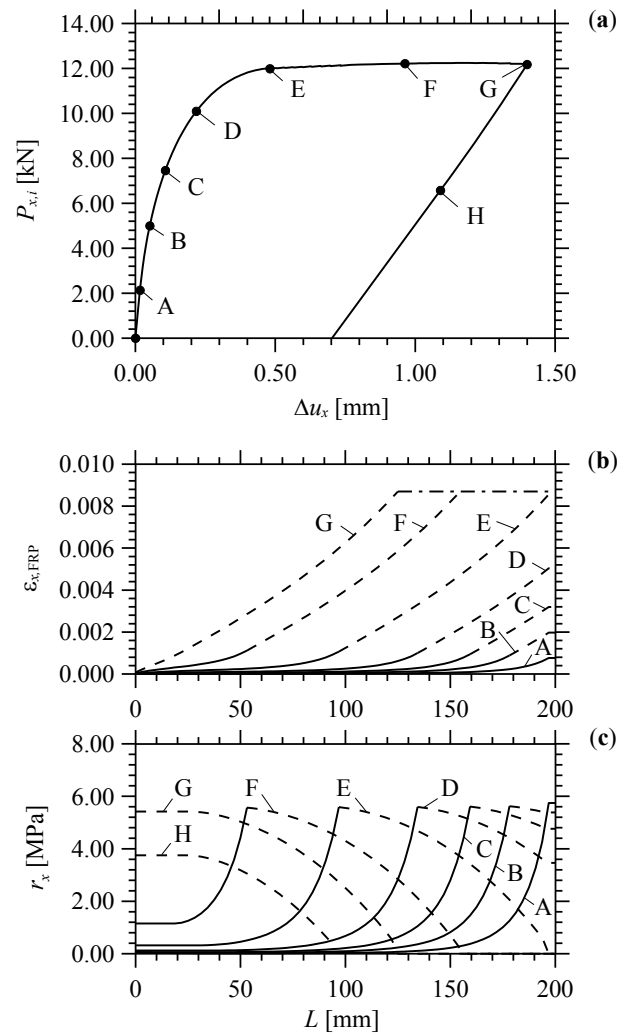 (a)
14.00
12.00
10.00
8.00
6.00
4.00
2.00
0.00
P_{x,i} [kN]
A
B
C
D
E
F
G
H
0.00 0.50 1.00 1.50
Δu_x [mm]
(b)
0.010
0.008
0.006
0.004
0.002
0.000
ε_{x,FRP}
G
F
E
D
C
B
A
0 50 100 150 200
(c)
8.00
6.00
4.00
2.00
0.00
r_x [MPa]
G
F
E
D
H
C
B
A
0 50 100 150 200
L [mm]